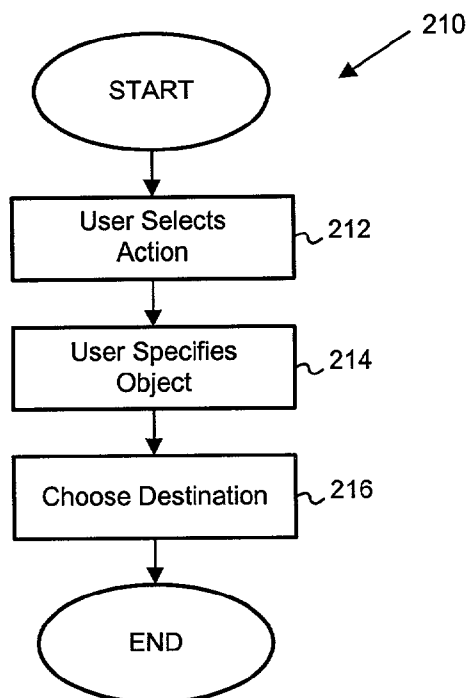 210
START
User Selects
Action
212
User Specifies
Object
214
Choose Destination
216
END